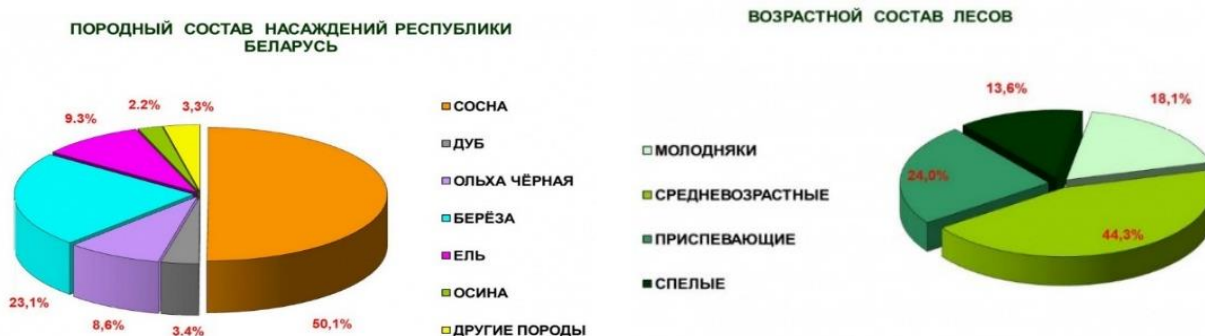 ПОРОДНЫЙ СОСТАВ НАСАЖДЕНИЙ РЕСПУБЛИКИ
БЕЛАРУСЬ
2.2%
3,3%
9.3%
23,1%
8,6%
3.4%
50,1%
СОСНА
ДУБ
ОЛЬХА ЧЁРНАЯ
БЕРЁЗА
ЕЛЬ
ОСИНА
ДРУГИЕ ПОРОДЫ
ВОЗРАСТНОЙ СОСТАВ ЛЕСОВ
МОЛОДНЯКИ
СРЕДНЕВОЗРАСТНЫЕ
ПРИСПЕВАЮЩИЕ
СПЕЛЫЕ
13,6%
18,1%
24,0%
44,3%